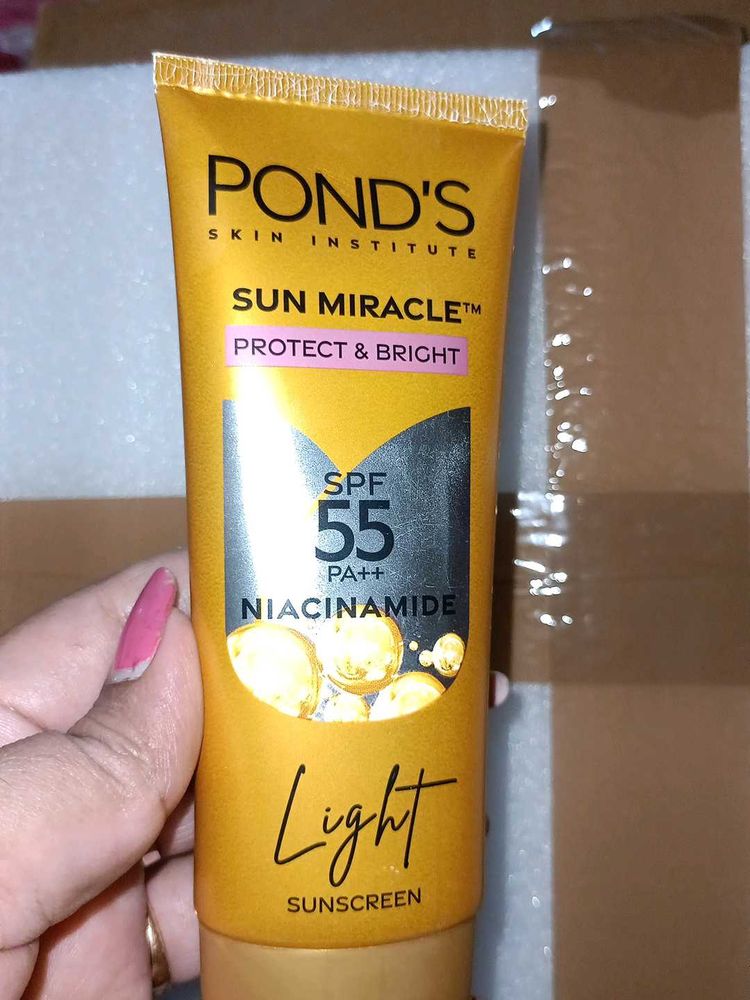 POND'S
SKIN INSTITUTE
SUN MIRACLE™
PROTECT & BRIGHT
SPF
55
PA++
NIACINAMIDE
Light
SUNSCREEN